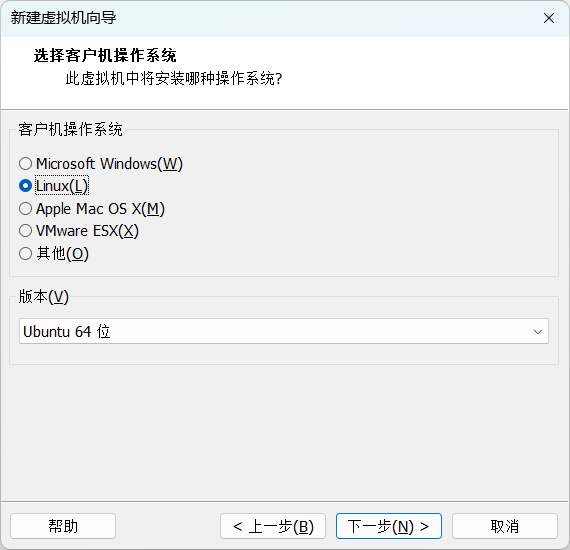 新建虚拟机向导
选择客户机操作系统
此虚拟机中将安装哪种操作系统?
客户机操作系统
Microsoft Windows(W)
Linux(L)
Apple Mac OS X(M)
VMware ESX(X)
其他(O)
版本(V)
Ubuntu 64 位
帮助
< 上一步(B)
下一步(N) >
取消